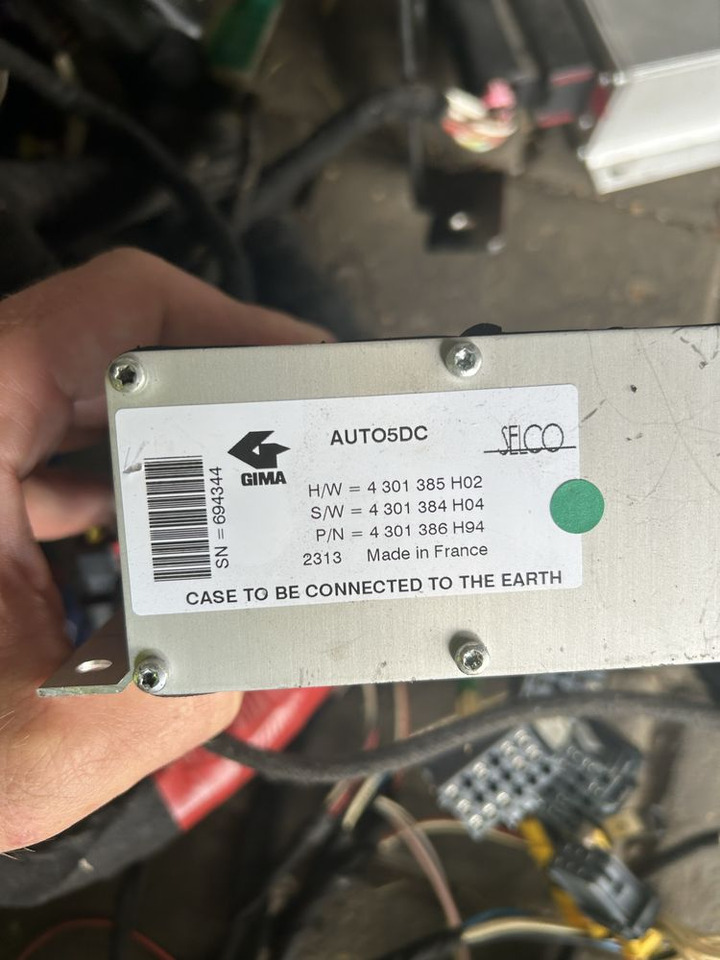 GIMA
AUTO5DC
SELCO
SN = 694344
H/W = 4 301 385 H02
S/W = 4 301 384 H04
P/N = 4 301 386 H94
2313 Made in France
CASE TO BE CONNECTED TO THE EARTH